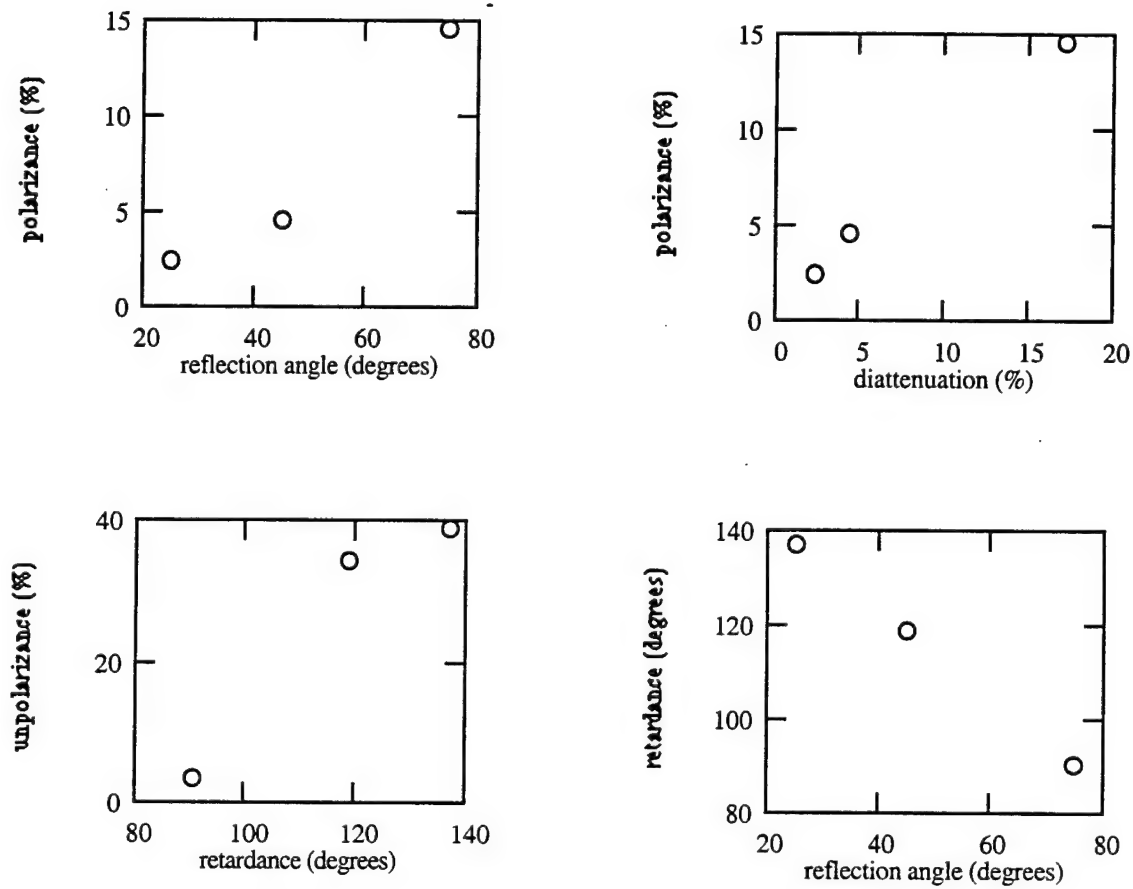 15
10
5
0
polarizance (%)
20 40 60 80
reflection angle (degrees)
15
10
5
0
polarizance (%)
0 5 10 15 20
diattenuation (%)
40
20
0
unpolarizance (%)
80 100 120 140
retardance (degrees)
140
120
100
80
retardance (degrees)
20 40 60 80
reflection angle (degrees)